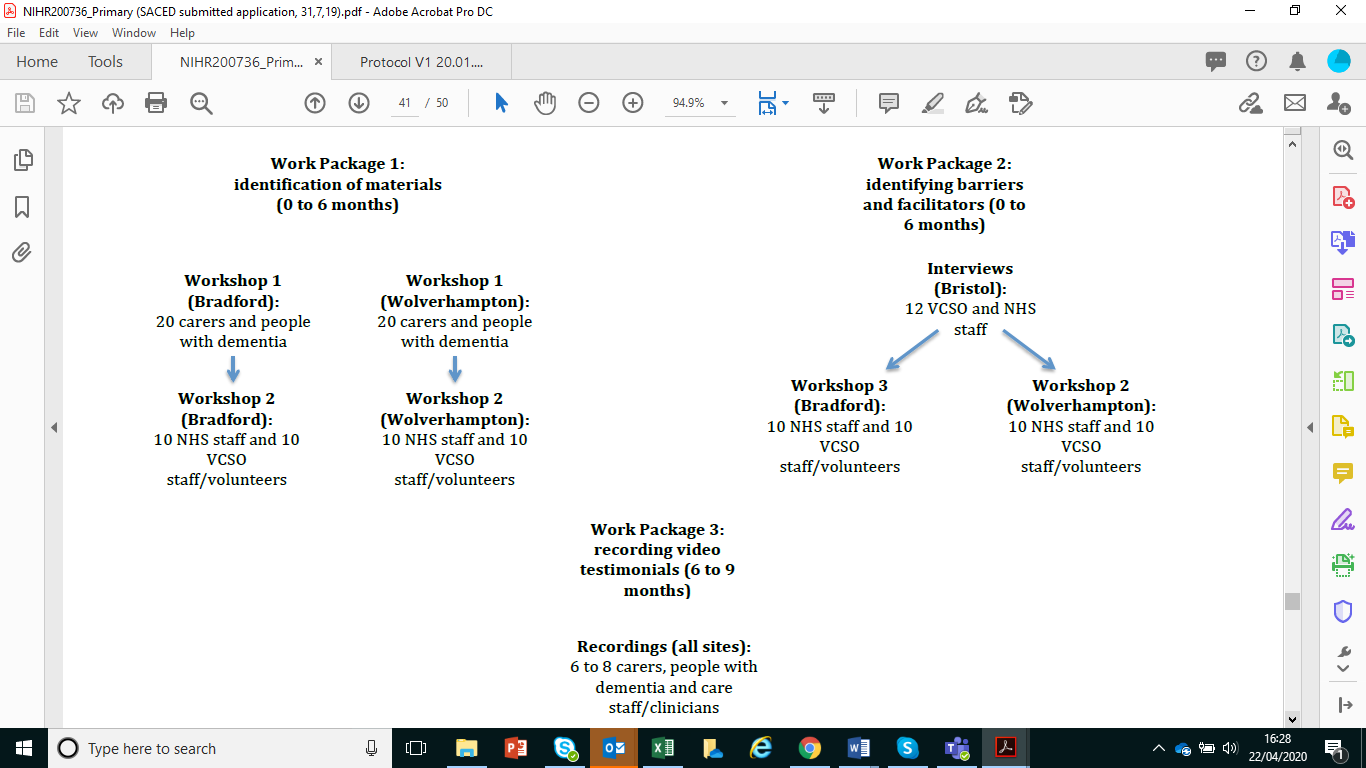 NIHR200736_Primary (SACED submitted application, 31,7,19).pdf - Adobe Acrobat Pro DC
File Edit View Window Help
Home Tools NIHR200736_Prim... × Protocol V1 20.01....
41 / 50 94.9%
Work Package 1:
identification of materials
(0 to 6 months)
Work Package 2:
identifying barriers
and facilitators (0 to
6 months)
Workshop 1
(Bradford):
20 carers and people
with dementia
Workshop 1
(Wolverhampton):
20 carers and people
with dementia
Interviews
(Bristol):
12 VCSO and NHS
staff
Workshop 2
(Bradford):
10 NHS staff and 10
VCSO
staff/volunteers
Workshop 2
(Wolverhampton):
10 NHS staff and 10
VCSO
staff/volunteers
Workshop 3
(Bradford):
10 NHS staff and 10
VCSO
staff/volunteers
Workshop 2
(Wolverhampton):
10 NHS staff and 10
VCSO
staff/volunteers
Work Package 3:
recording video
testimonials (6 to 9
months)
Recordings (all sites):
6 to 8 carers, people with
dementia and care
staff/clinicians
Type here to search
16:28
22/04/2020
1